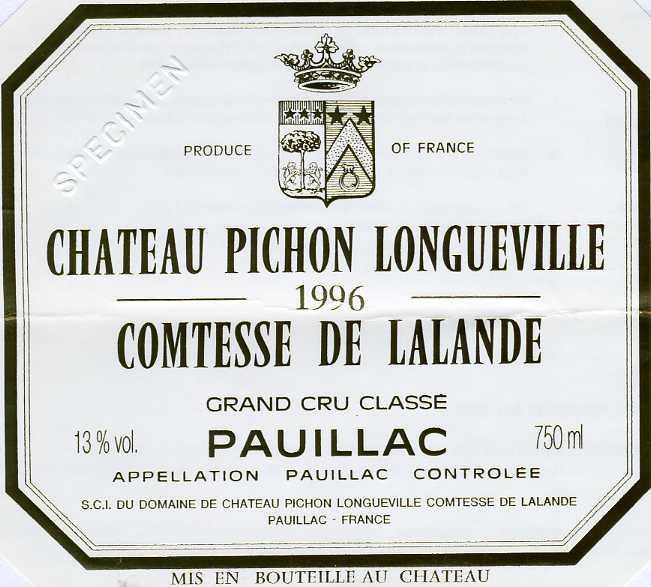 SPECIMEN
PRODUCE OF FRANCE
CHATEAU PICHON LONGUEVILLE
1996
COMTESSE DE LALANDE
GRAND CRU CLASSÉ
13 % vol. PAUILLAC 750 ml
APPELLATION PAUILLAC CONTROLÉE
S.C.I. DU DOMAINE DE CHATEAU PICHON LONGUEVILLE COMTESSE DE LALANDE
PAUILLAC - FRANCE
MIS EN BOUTEILLE AU CHATEAU